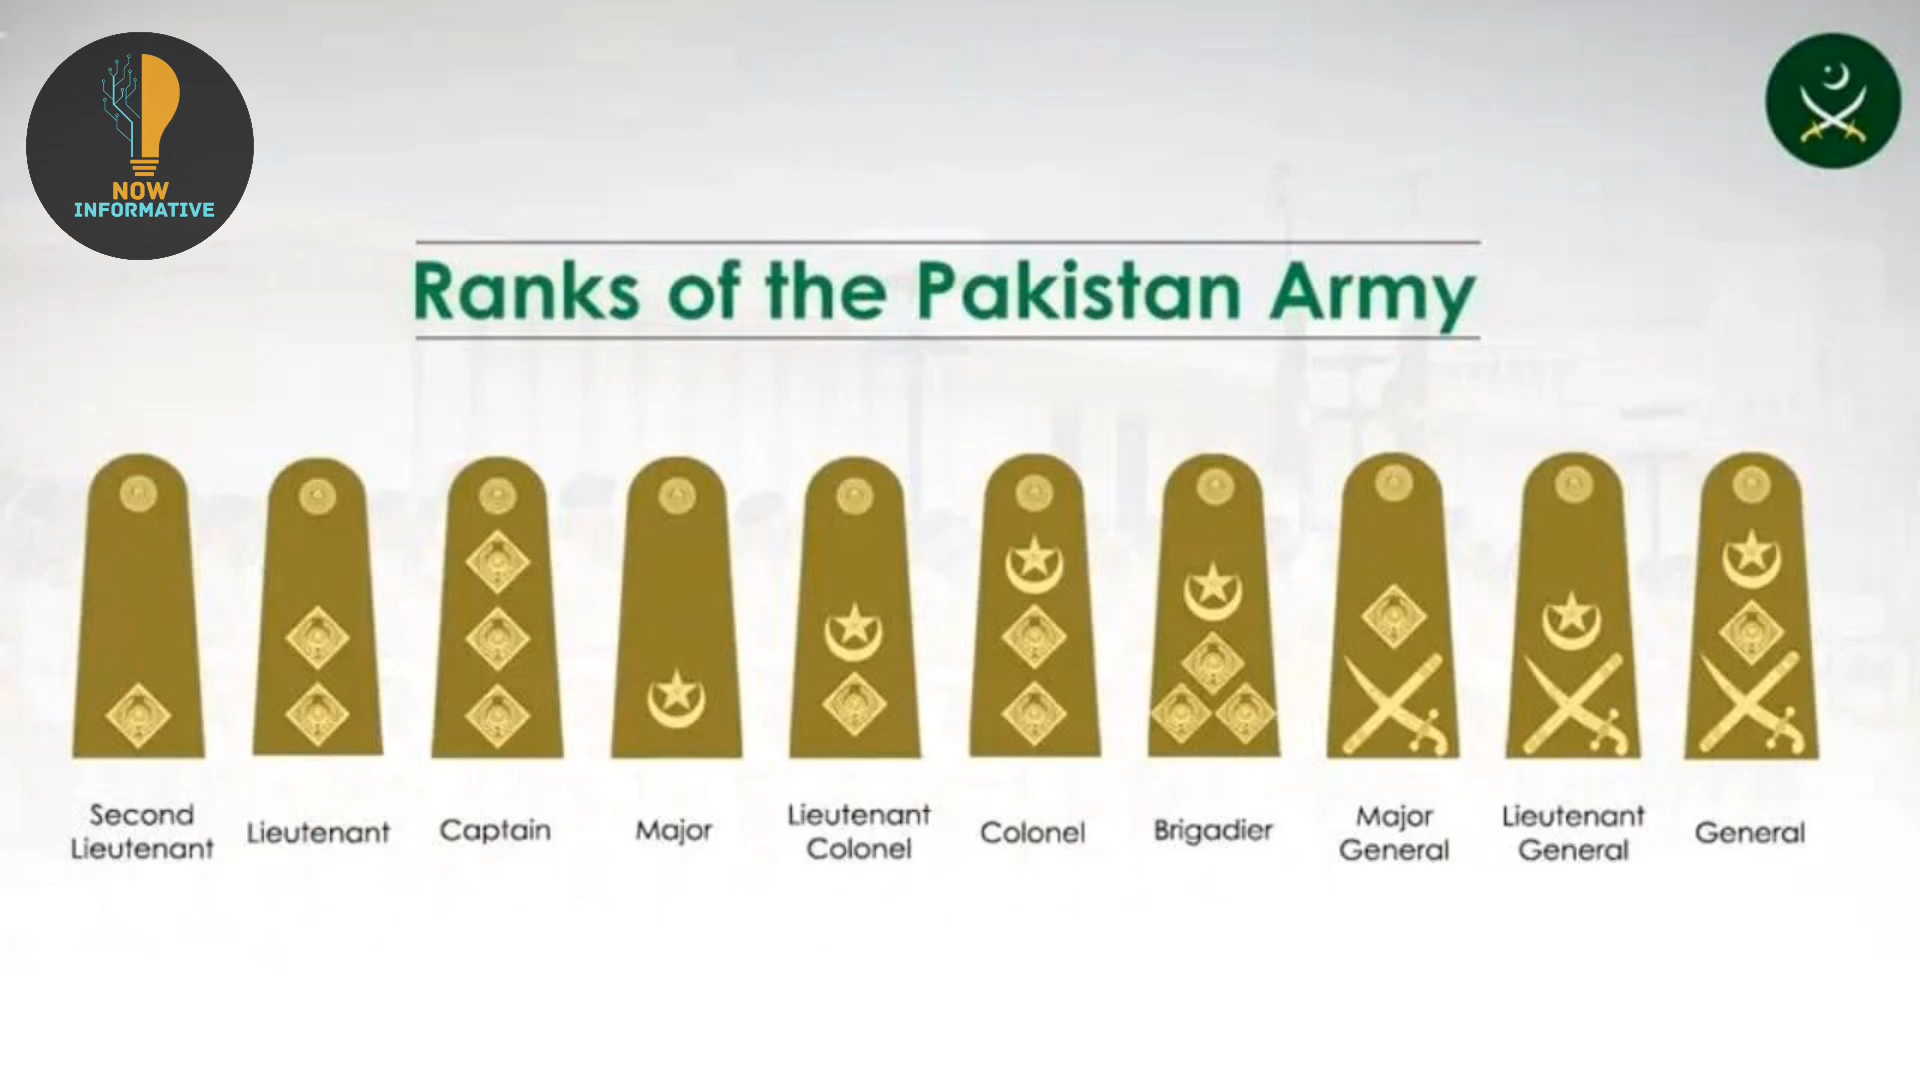 NOW
INFORMATIVE
Ranks of the Pakistan Army
Second
Lieutenant
Lieutenant
Captain
Major
Lieutenant
Colonel
Colonel
Brigadier
Major
General
Lieutenant
General
General